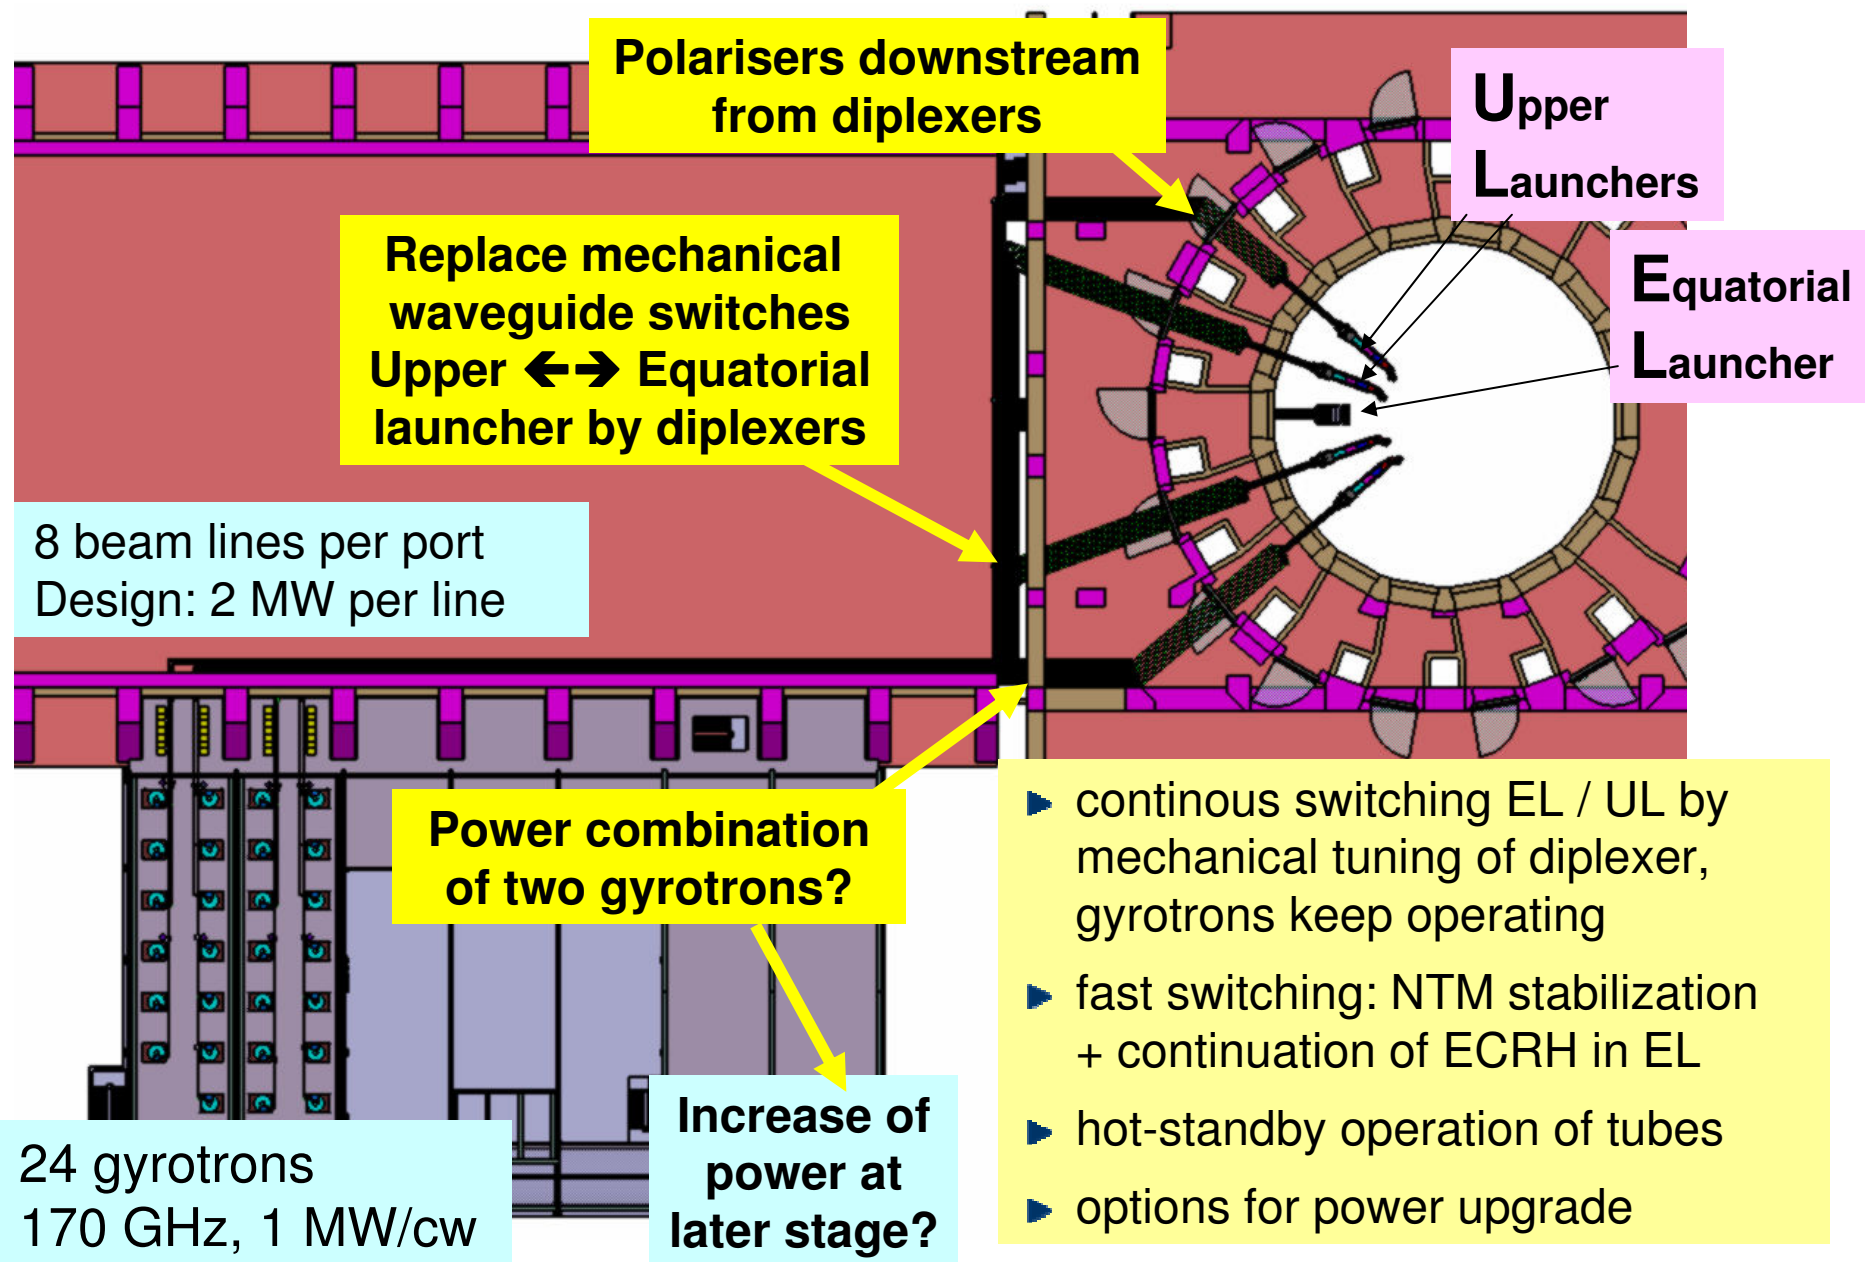 Polarisers downstream
from diplexers
Upper
Launchers
Equatorial
Launcher
Replace mechanical
waveguide switches
Upper 🡸🡺 Equatorial
launcher by diplexers
8 beam lines per port
Design: 2 MW per line
Power combination
of two gyrotrons?
Increase of
power at
later stage?
24 gyrotrons
170 GHz, 1 MW/cw
continous switching EL / UL by
mechanical tuning of diplexer,
gyrotrons keep operating
fast switching: NTM stabilization
+ continuation of ECRH in EL
hot-standby operation of tubes
options for power upgrade